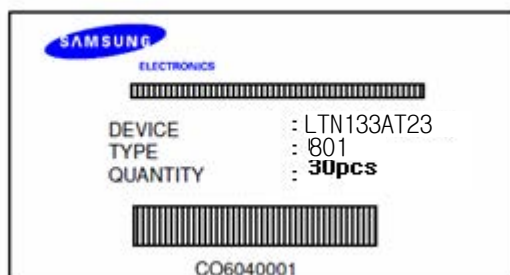 SAMSUNG
ELECTRONICS
DEVICE : LTN133AT23
TYPE : 801
QUANTITY : 30pcs
CO6040001